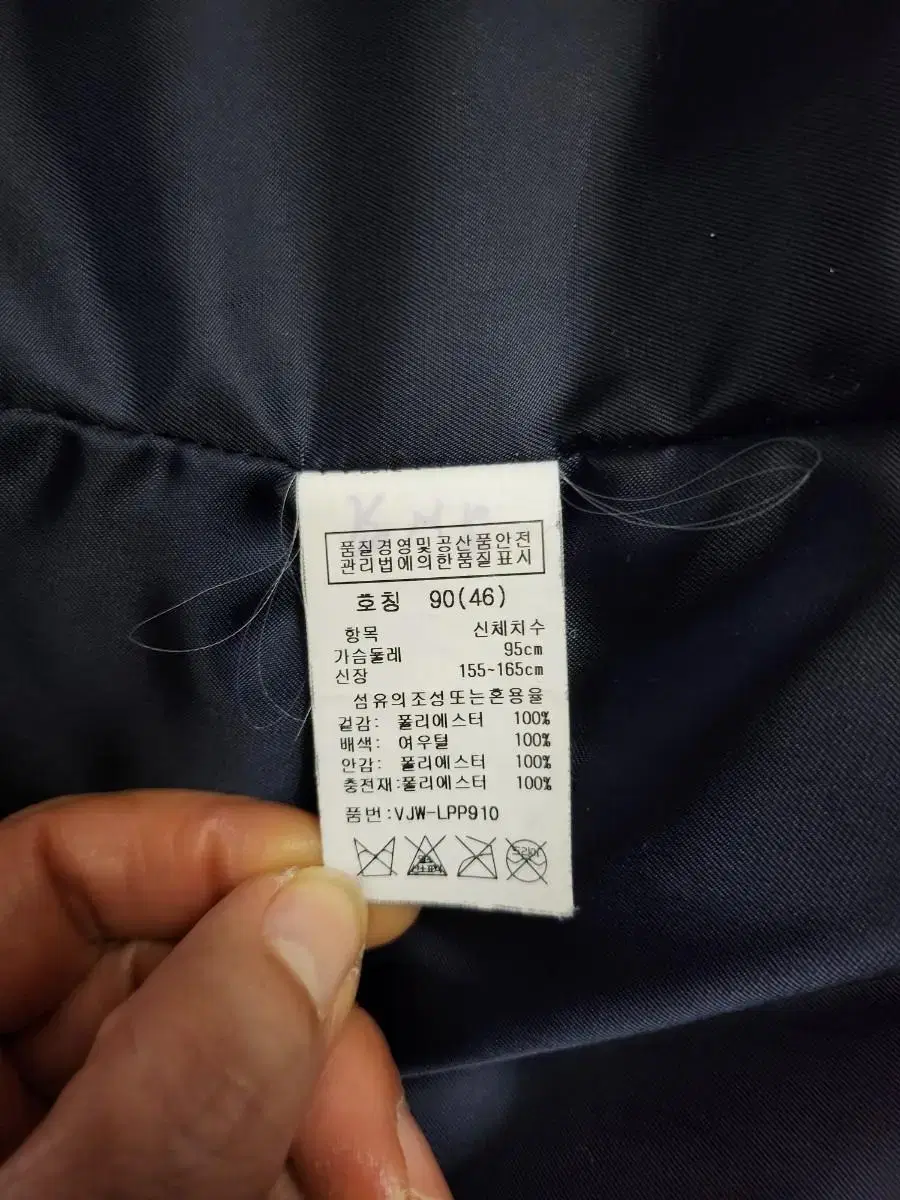 품질경영및공산품안전
관리법에의한품질표시
호칭 90(46)
항목 신체치수
가슴둘레 95cm
신장 155~165cm
섬유의조성또는혼용율
겉감: 폴리에스터 100%
배색: 여우털 100%
안감: 폴리에스터 100%
충전재:폴리에스터 100%
품번:VJW-LPP910
드라이